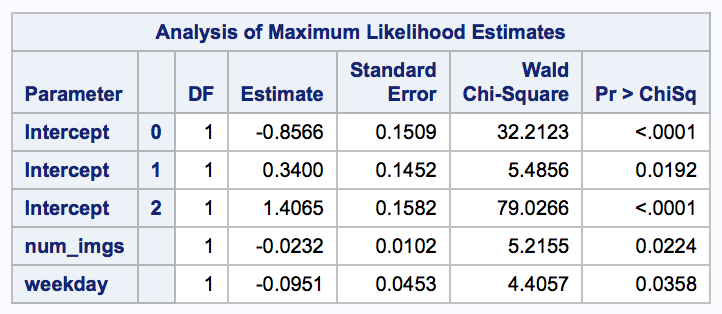 Analysis of Maximum Likelihood Estimates
Parameter DF Estimate Standard Error Wald Chi-Square Pr > ChiSq
Intercept 0 1 -0.8566 0.1509 32.2123 <.0001
Intercept 1 1 0.3400 0.1452 5.4856 0.0192
Intercept 2 1 1.4065 0.1582 79.0266 <.0001
num_imgs 1 -0.0232 0.0102 5.2155 0.0224
weekday 1 -0.0951 0.0453 4.4057 0.0358